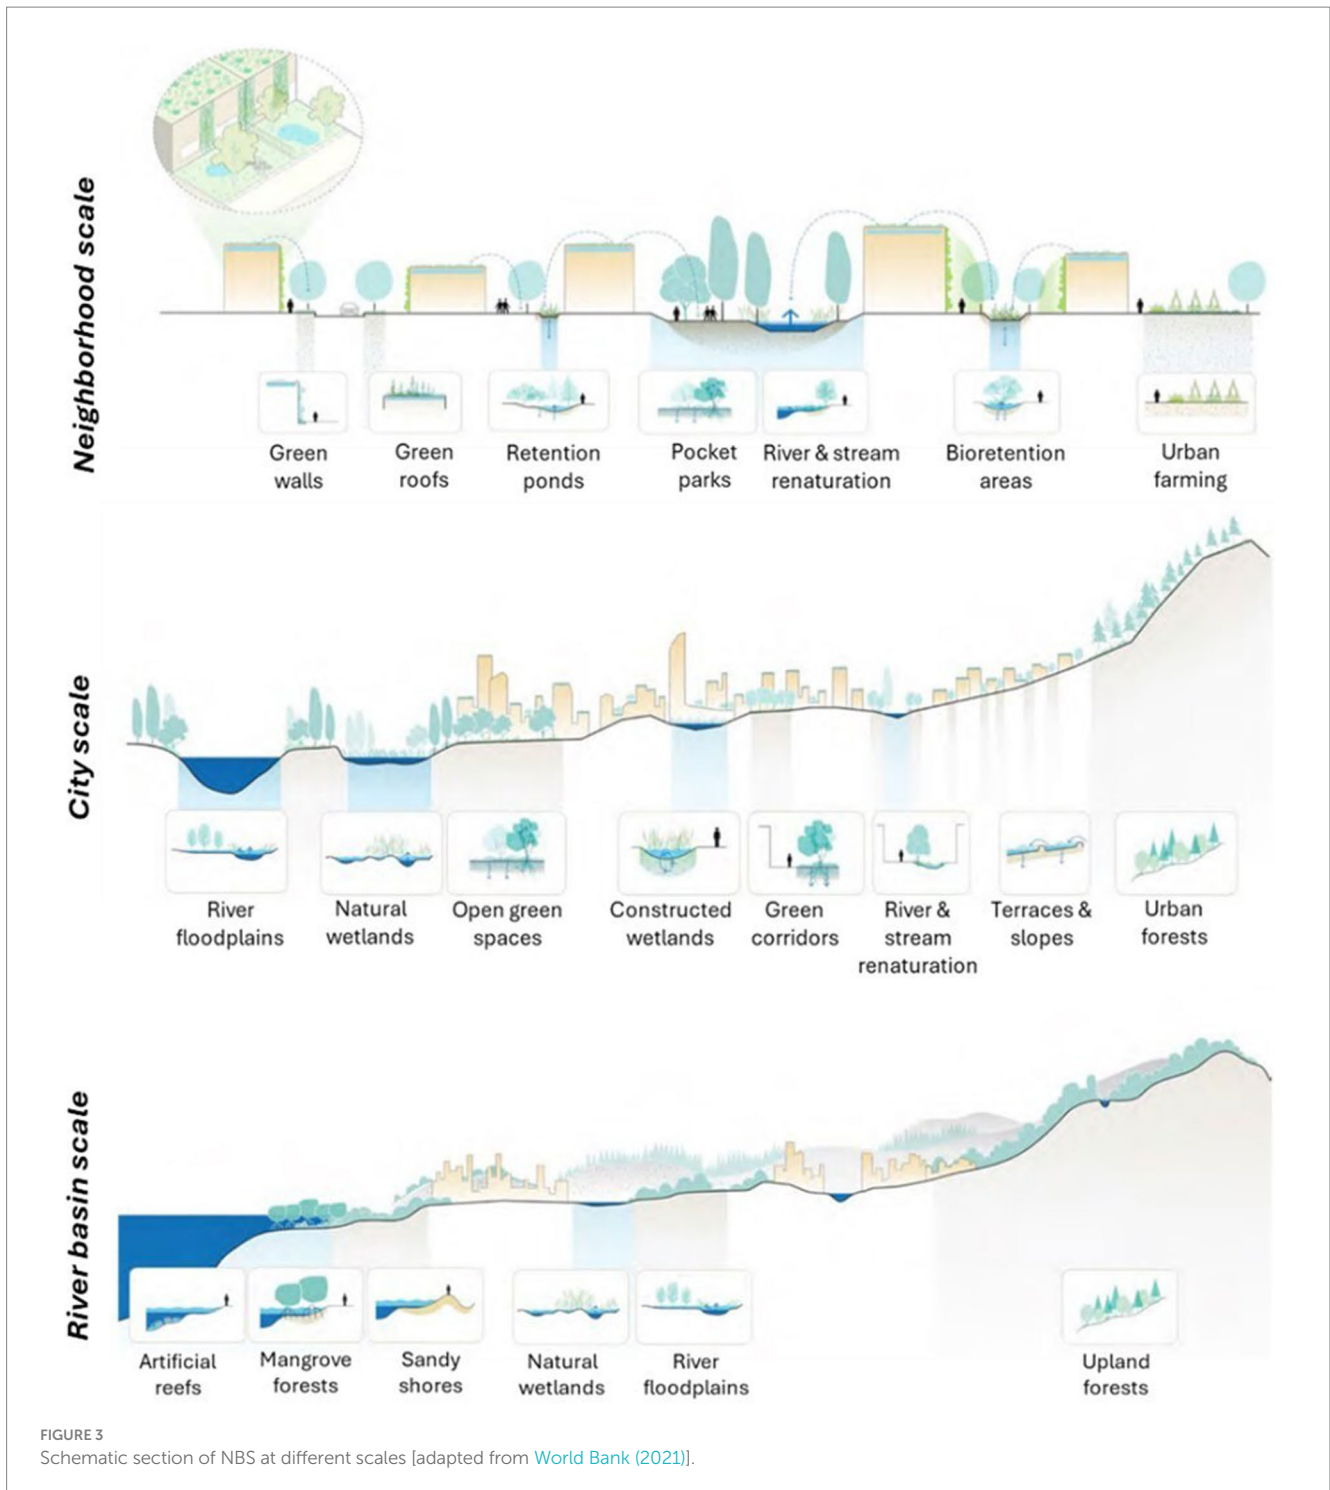 Neighborhood scale
Green
walls
Green
roofs
Retention
ponds
Pocket
parks
River & stream
renaturation
Bioretention
areas
Urban
farming
City scale
River
floodplains
Natural
wetlands
Open green
spaces
Constructed
wetlands
Green
corridors
River &
stream
renaturation
Terraces &
slopes
Urban
forests
River basin scale
Artificial
reefs
Mangrove
forests
Sandy
shores
Natural
wetlands
River
floodplains
Upland
forests
FIGURE 3
Schematic section of NBS at different scales [adapted from World Bank (2021)].